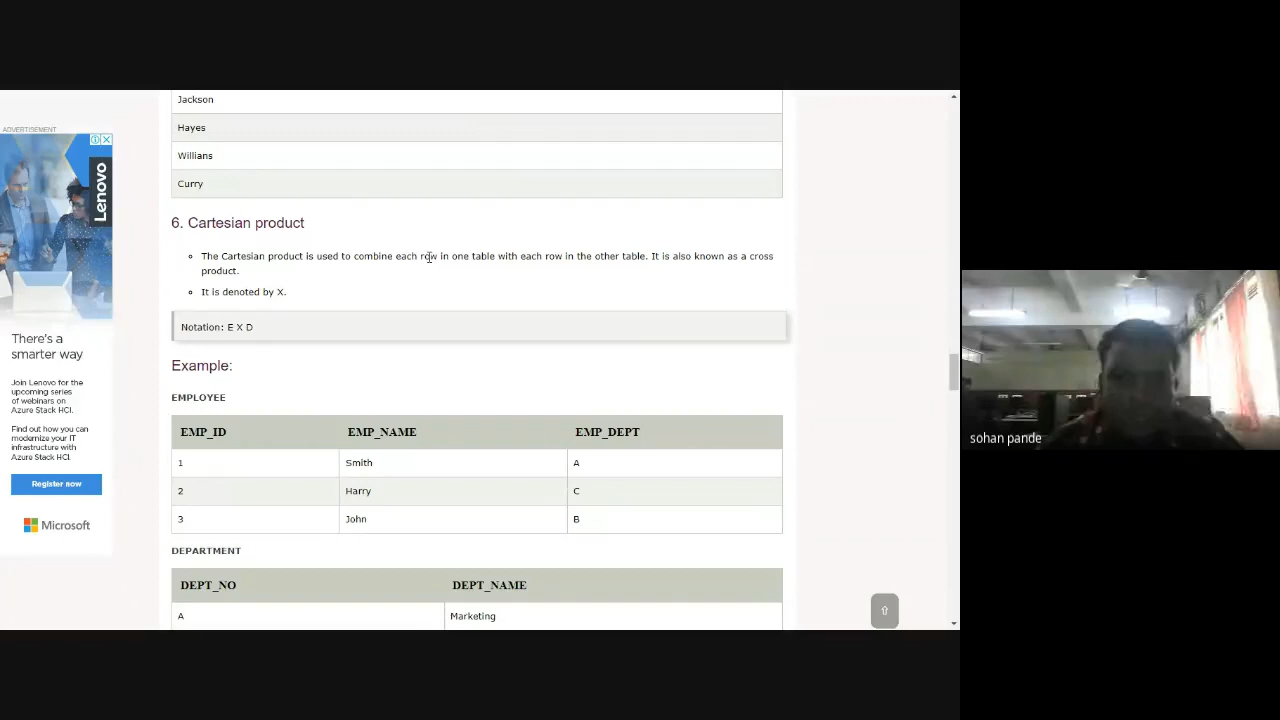 Jackson
Hayes
Willians
Curry
6. Cartesian product
The Cartesian product is used to combine each row in one table with each row in the other table. It is also known as a cross
product.
It is denoted by X.
Notation: E X D
Example:
EMPLOYEE
EMP_ID EMP_NAME EMP_DEPT
1 Smith A
2 Harry C
3 John B
DEPARTMENT
DEPT_NO DEPT_NAME
A Marketing
ADVERTISEMENT
Lenovo
There's a
smarter way
Join Lenovo for the
upcoming series
of webinars on
Azure Stack HCI.
Find out how you can
modernize your IT
infrastructure with
Azure Stack HCI.
Register now
Microsoft
sohan pande